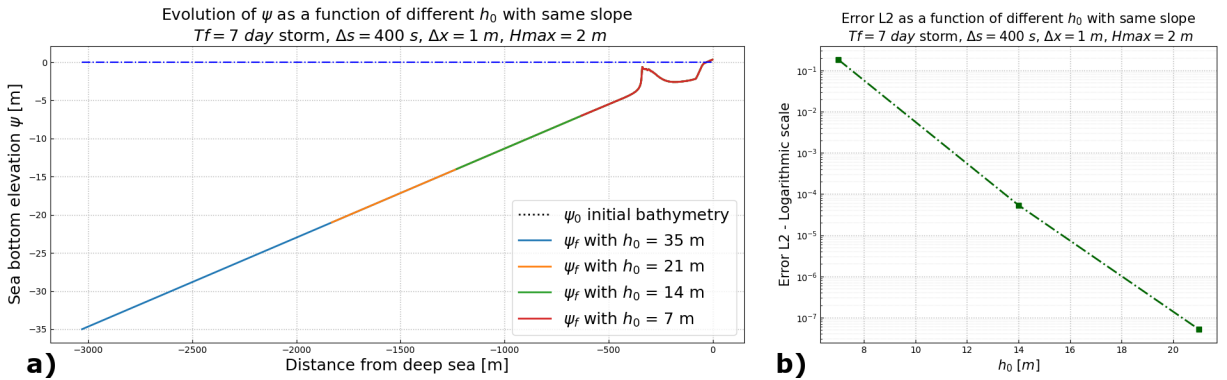 Evolution of ψ as a function of different h₀ with same slope
Tf = 7 day storm, Δs = 400 s, Δx = 1 m, Hmax = 2 m
Sea bottom elevation ψ [m]
0
−5
−10
−15
−20
−25
−30
−35
ψ₀ initial bathymetry
ψf with h₀ = 35 m
ψf with h₀ = 21 m
ψf with h₀ = 14 m
ψf with h₀ = 7 m
−3000 −2500 −2000 −1500 −1000 −500 0
Distance from deep sea [m]
a)
Error L2 as a function of different h₀ with same slope
Tf = 7 day storm, Δs = 400 s, Δx = 1 m, Hmax = 2 m
Error L2 - Logarithmic scale
10⁻¹
10⁻²
10⁻³
10⁻⁴
10⁻⁵
10⁻⁶
10⁻⁷
8 10 12 14 16 18 20
h₀ [m]
b)